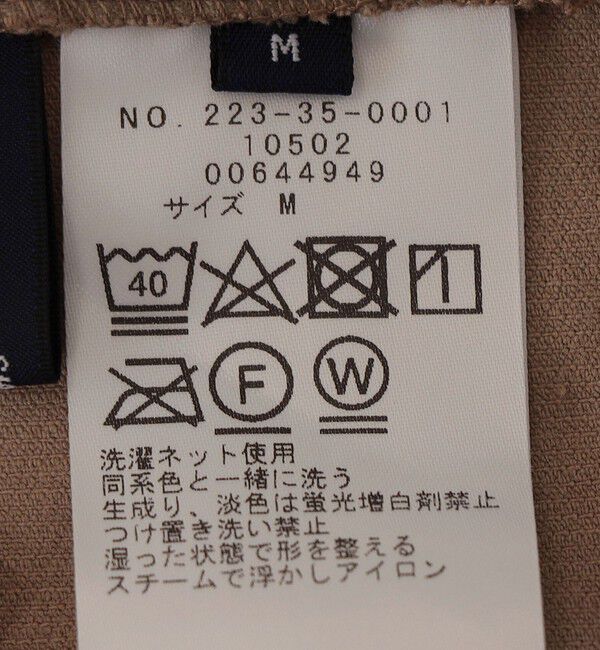 M
NO. 223-35-0001
10502
00644949
サイズ M
40
F W
洗濯ネット使用
同系色と一緒に洗う
生成り、淡色は蛍光増白剤禁止
つけ置き洗い禁止
湿った状態で形を整える
スチームで浮かしアイロン